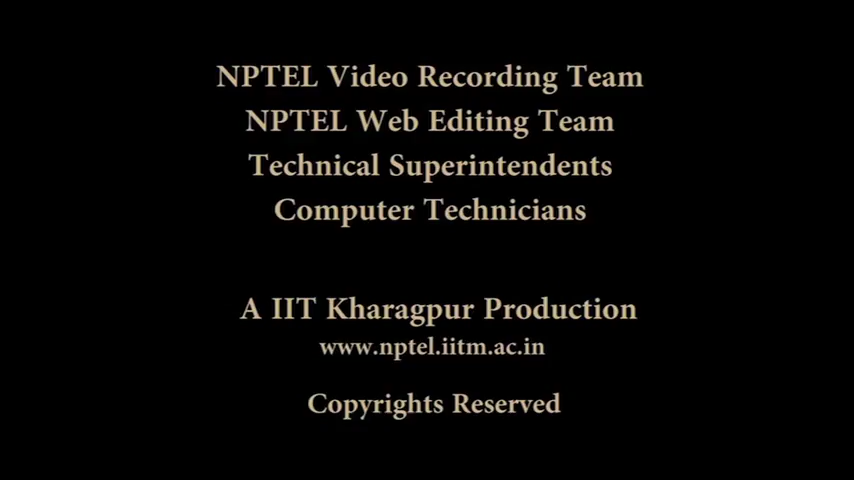 NPTEL Video Recording Team
NPTEL Web Editing Team
Technical Superintendents
Computer Technicians
A IIT Kharagpur Production
www.nptel.iitm.ac.in
Copyrights Reserved